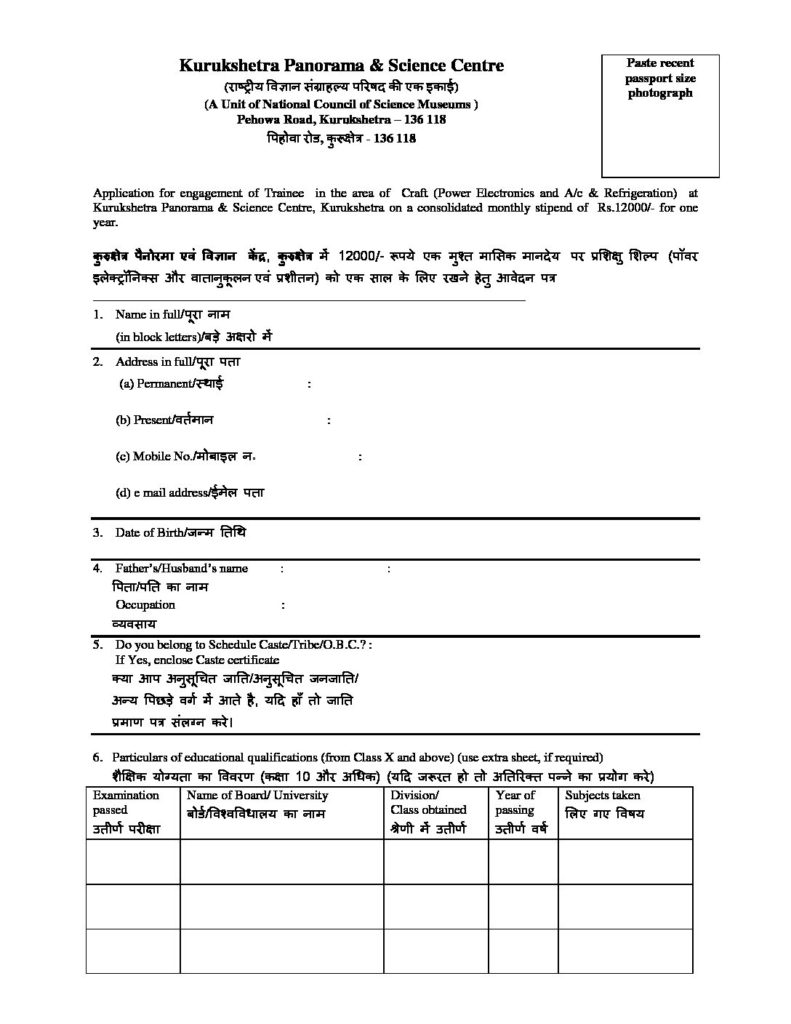 Kurukshetra Panorama & Science Centre
(राष्ट्रीय विज्ञान संग्राहल्य परिषद की एक इकाई)
(A Unit of National Council of Science Museums )
Pehowa Road, Kurukshetra – 136 118
पिहोवा रोड, कुरूक्षेत्र - 136 118
Paste recent
passport size
photograph
Application for engagement of Trainee in the area of Craft (Power Electronics and A/c & Refrigeration) at
Kurukshetra Panorama & Science Centre, Kurukshetra on a consolidated monthly stipend of Rs.12000/- for one
year.
कुरुक्षेत्र पैनोरमा एवं विज्ञान केंद्र, कुरुक्षेत्र में 12000/- रूपये एक मुश्त मासिक मानदेय पर प्रशिक्षु शिल्प (पॉवर
इलेक्ट्रॉनिक्स और वातानुकूलन एवं प्रशीतन) को एक साल के लिए रखने हेतु आवेदन पत्र
1. Name in full/पूरा नाम
(in block letters)/बड़े अक्षरो में
2. Address in full/पूरा पता
(a) Permanent/स्थाई :
(b) Present/वर्तमान :
(c) Mobile No./मोबाइल न. :
(d) e mail address/ईमेल पता
3. Date of Birth/जन्म तिथि
4. Father's/Husband's name : :
पिता/पति का नाम
Occupation :
व्यवसाय
5. Do you belong to Schedule Caste/Tribe/O.B.C.? :
If Yes, enclose Caste certificate
क्या आप अनुसूचित जाति/अनुसूचित जनजाति/
अन्य पिछड़े वर्ग में आते है, यदि हाँ तो जाति
प्रमाण पत्र संलग्न करे।
6. Particulars of educational qualifications (from Class X and above) (use extra sheet, if required)
शैक्षिक योग्यता का विवरण (कक्षा 10 और अधिक) (यदि जरूरत हो तो अतिरिक्त पन्ने का प्रयोग करे)
Examination
passed
उतीर्ण परीक्षा
Name of Board/ University
बोर्ड/विश्वविधालय का नाम
Division/
Class obtained
श्रेणी में उतीर्ण
Year of
passing
उतीर्ण वर्ष
Subjects taken
लिए गए विषय